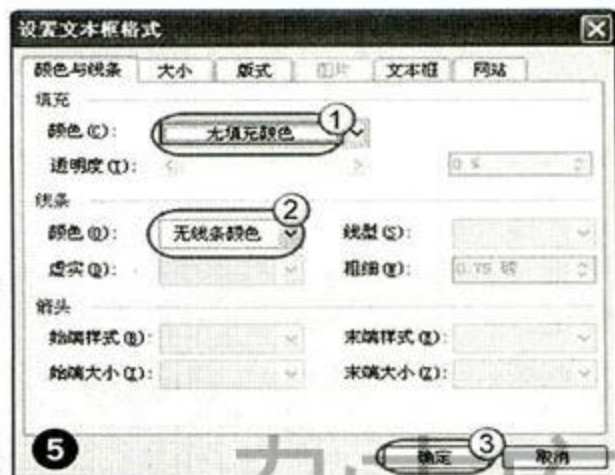 设置文本框格式
颜色与线条 大小 版式 图片 文本框 网站
填充
颜色(C): 无填充颜色 ①
透明度(T): 0 %
线条
颜色(O): 无线条颜色 ② 线型(S):
虚实(D): 粗细(W): 0.75 磅
箭头
始端样式(B): 末端样式(E):
始端大小(I): 末端大小(Z):
5 确定 ③ 取消